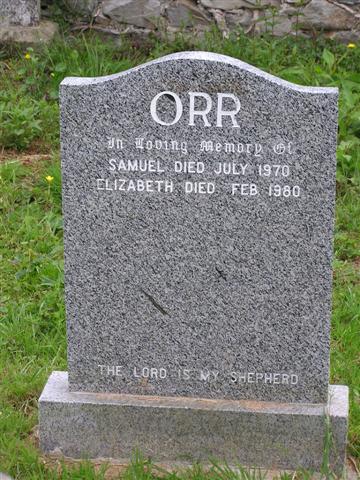 ORR
In Loving Memory Of
SAMUEL DIED JULY 1970
ELIZABETH DIED FEB 1980
THE LORD IS MY SHEPHERD